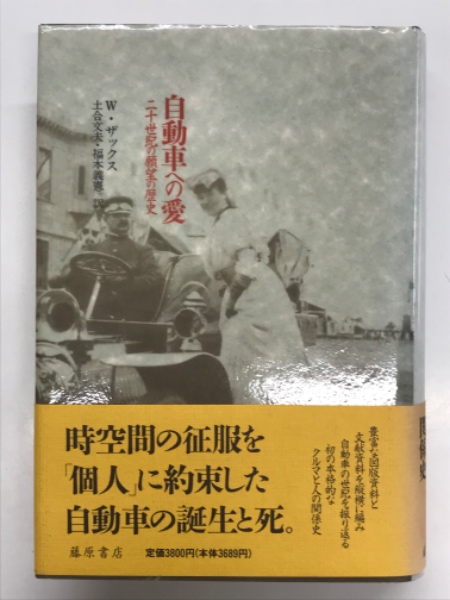 自動車への愛
二十世紀の願望の歴史
W・ザックス
土合文夫・福本義憲 訳
時空間の征服を
「個人」に約束した
自動車の誕生と死。
豊富な図版資料と
文献資料を縦横に編み
自動車の世紀を振り返る
初の本格的な
クルマと人の関係史
藤原書店
定価3800円(本体3689円)